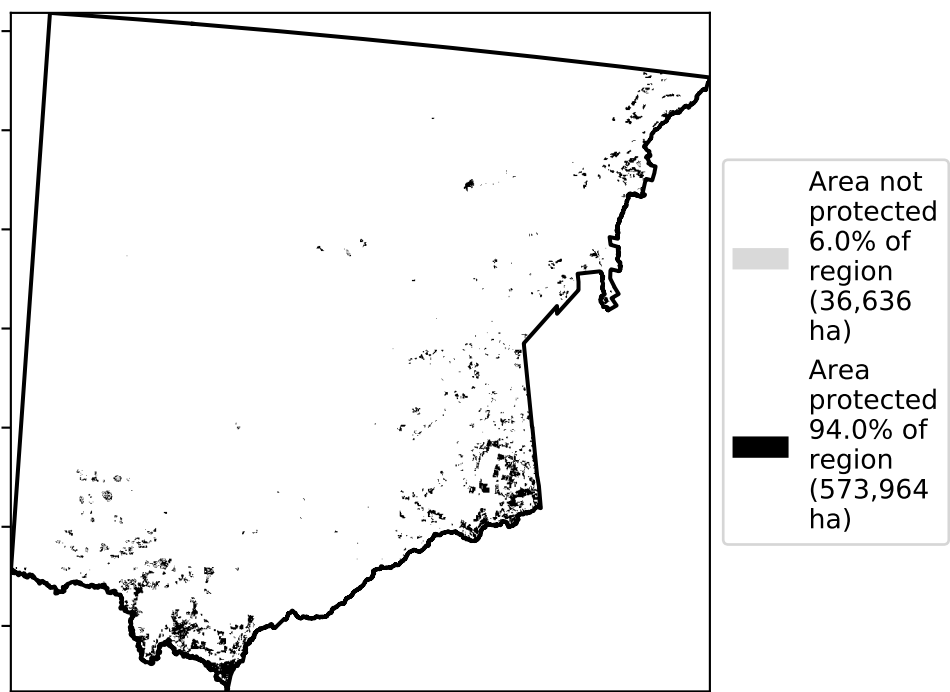 Area not
protected
6.0% of
region
(36,636
ha)
Area
protected
94.0% of
region
(573,964
ha)